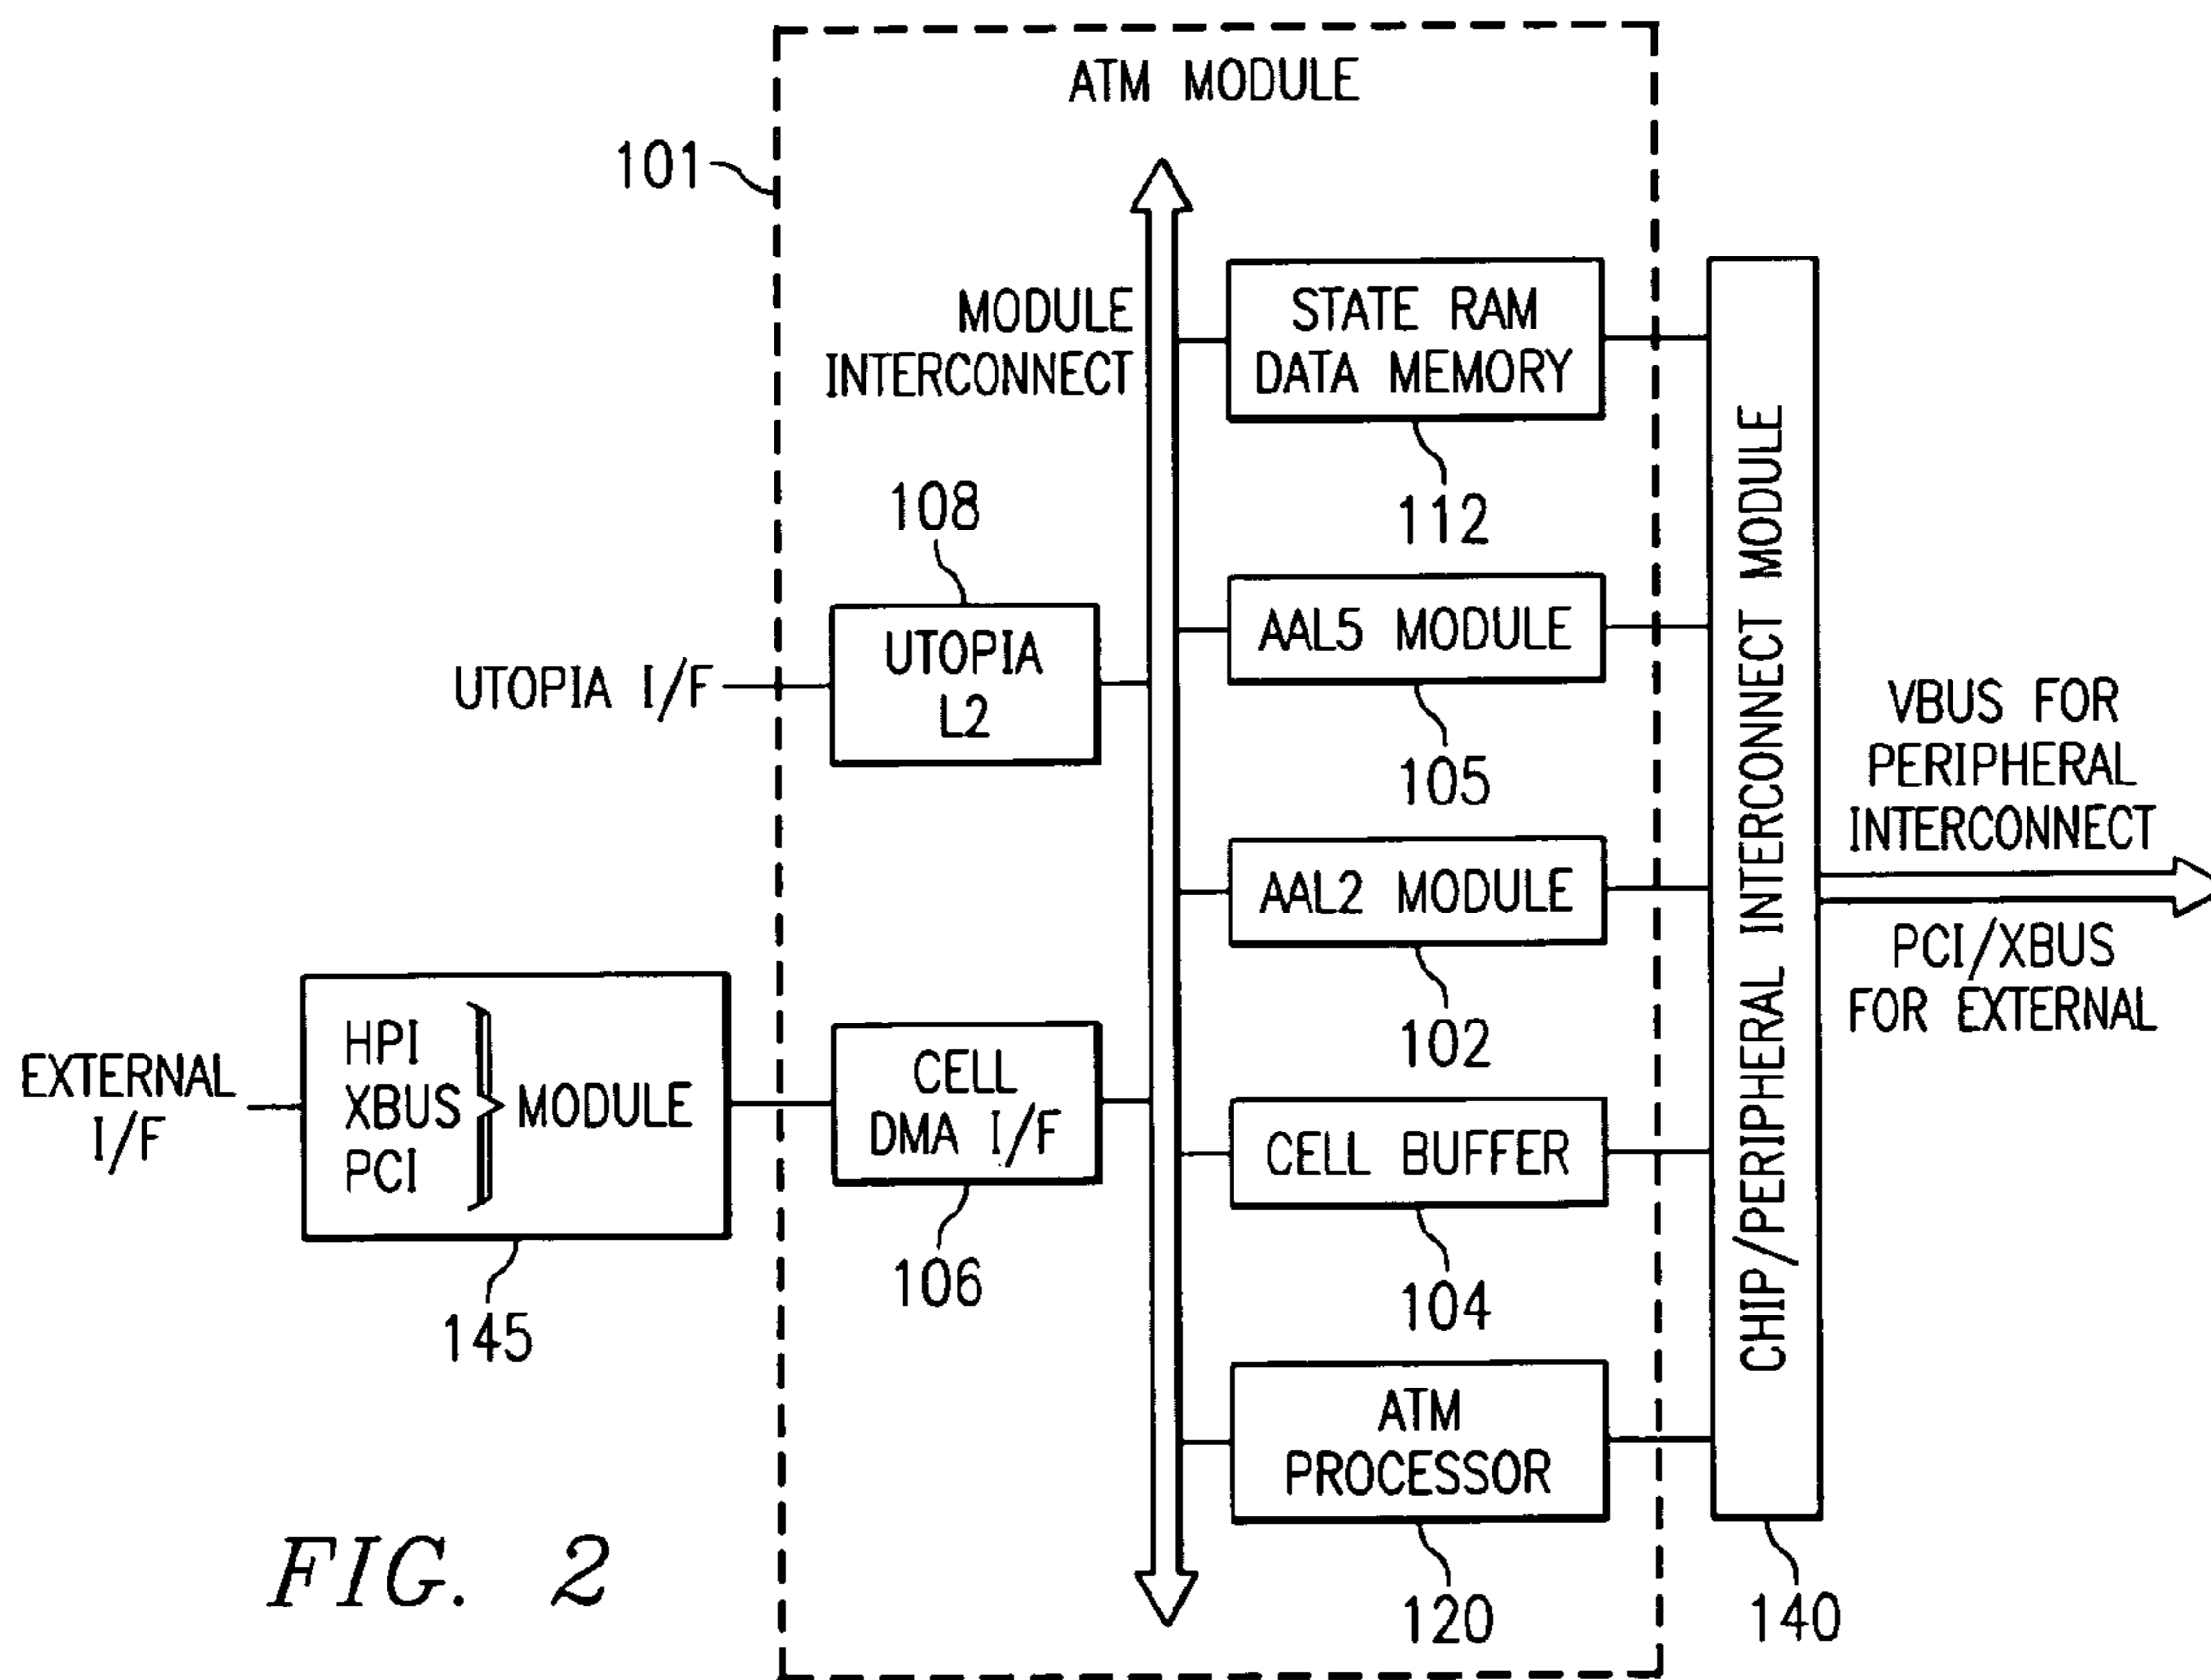 ATM MODULE
101
MODULE
INTERCONNECT
STATE RAM
DATA MEMORY
112
108
UTOPIA
L2
UTOPIA I/F
AAL5 MODULE
105
AAL2 MODULE
102
CHIP/PERIPHERAL INTERCONNECT MODULE
VBUS FOR
PERIPHERAL
INTERCONNECT
PCI/XBUS
FOR EXTERNAL
EXTERNAL
I/F
HPI
XBUS
PCI
MODULE
145
CELL
DMA I/F
106
CELL BUFFER
104
ATM
PROCESSOR
120
140
FIG. 2